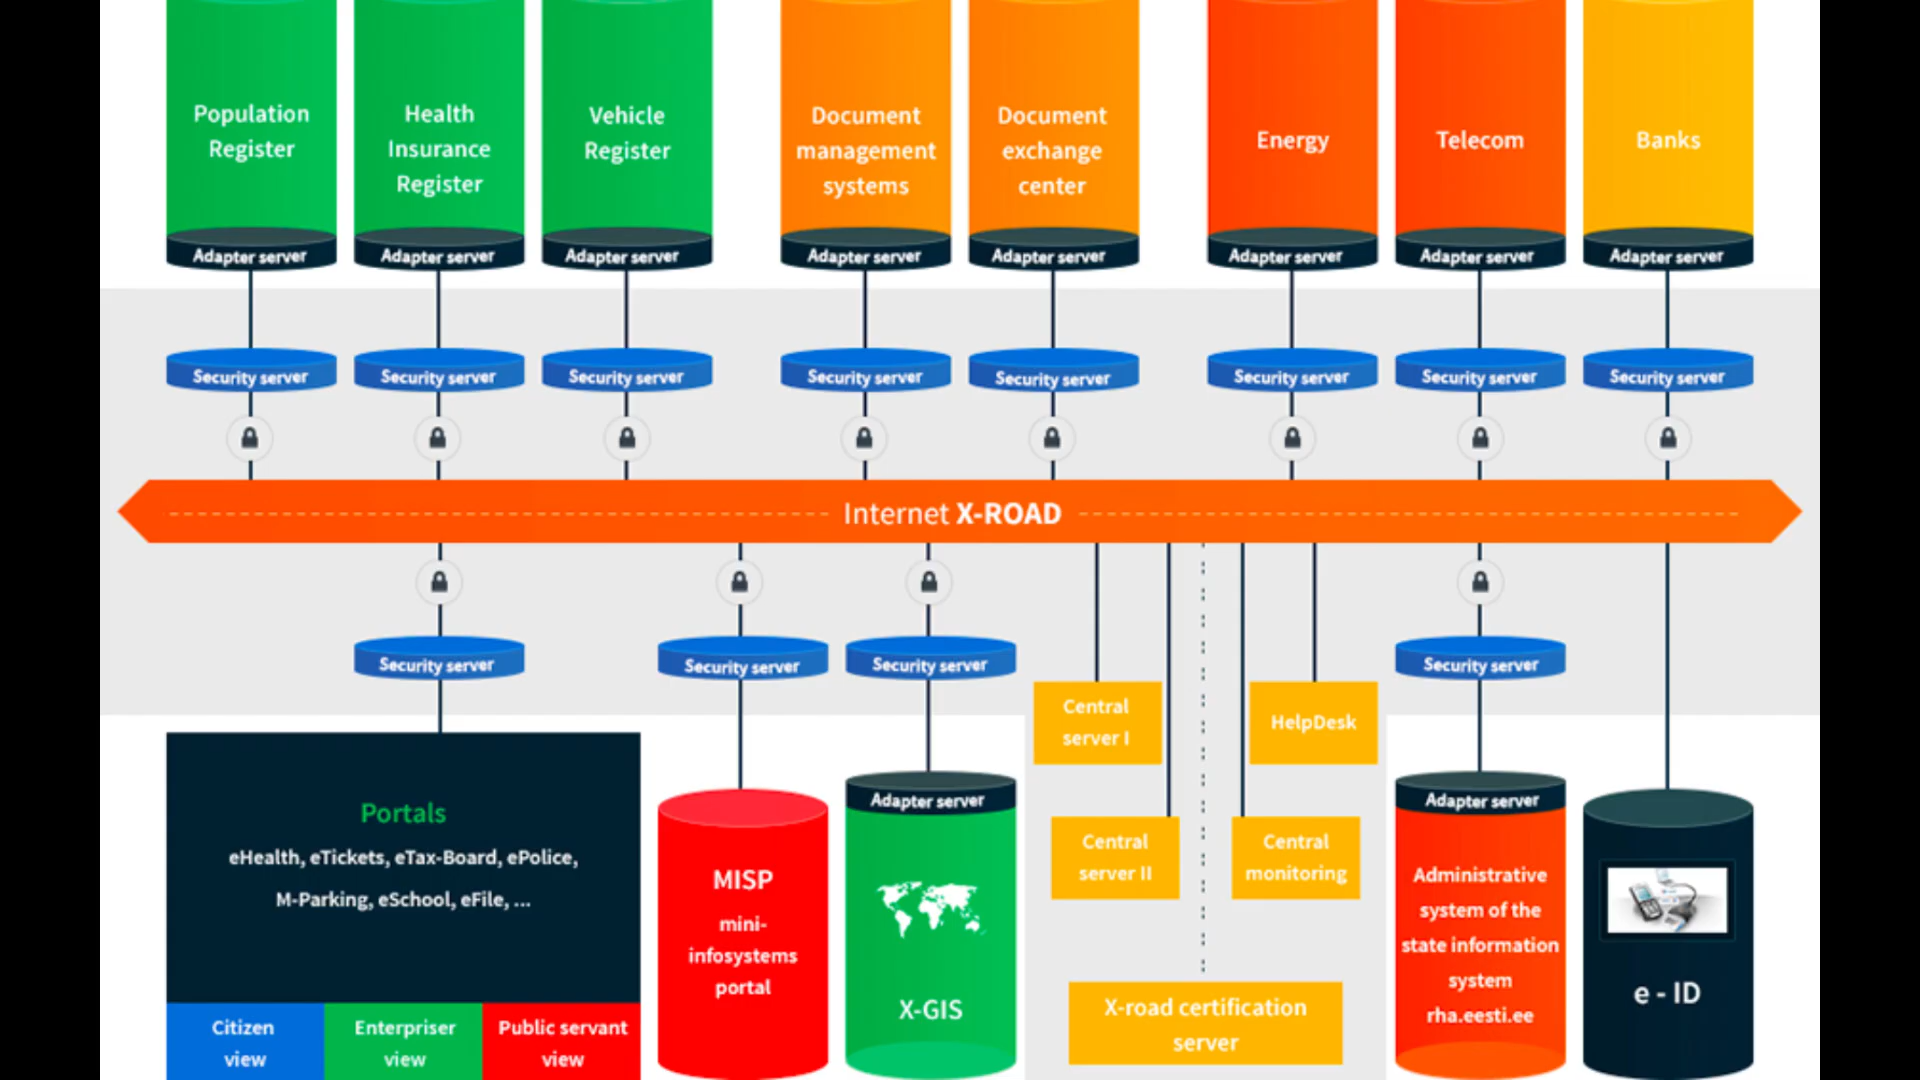 Population
Register
Health
Insurance
Register
Vehicle
Register
Document
management
systems
Document
exchange
center
Energy
Telecom
Banks
Adapter server
Adapter server
Adapter server
Adapter server
Adapter server
Adapter server
Adapter server
Adapter server
Security server
Security server
Security server
Security server
Security server
Security server
Security server
Security server
Internet X-ROAD
Security server
Security server
Security server
Security server
Portals
eHealth, eTickets, eTax-Board, ePolice,
M-Parking, eSchool, eFile, ...
Citizen
view
Enterpriser
view
Public servant
view
MISP
mini-
infosystems
portal
Adapter server
X-GIS
Central
server I
HelpDesk
Central
server II
Central
monitoring
X-road certification
server
Adapter server
Administrative
system of the
state information
system
rha.eesti.ee
e - ID